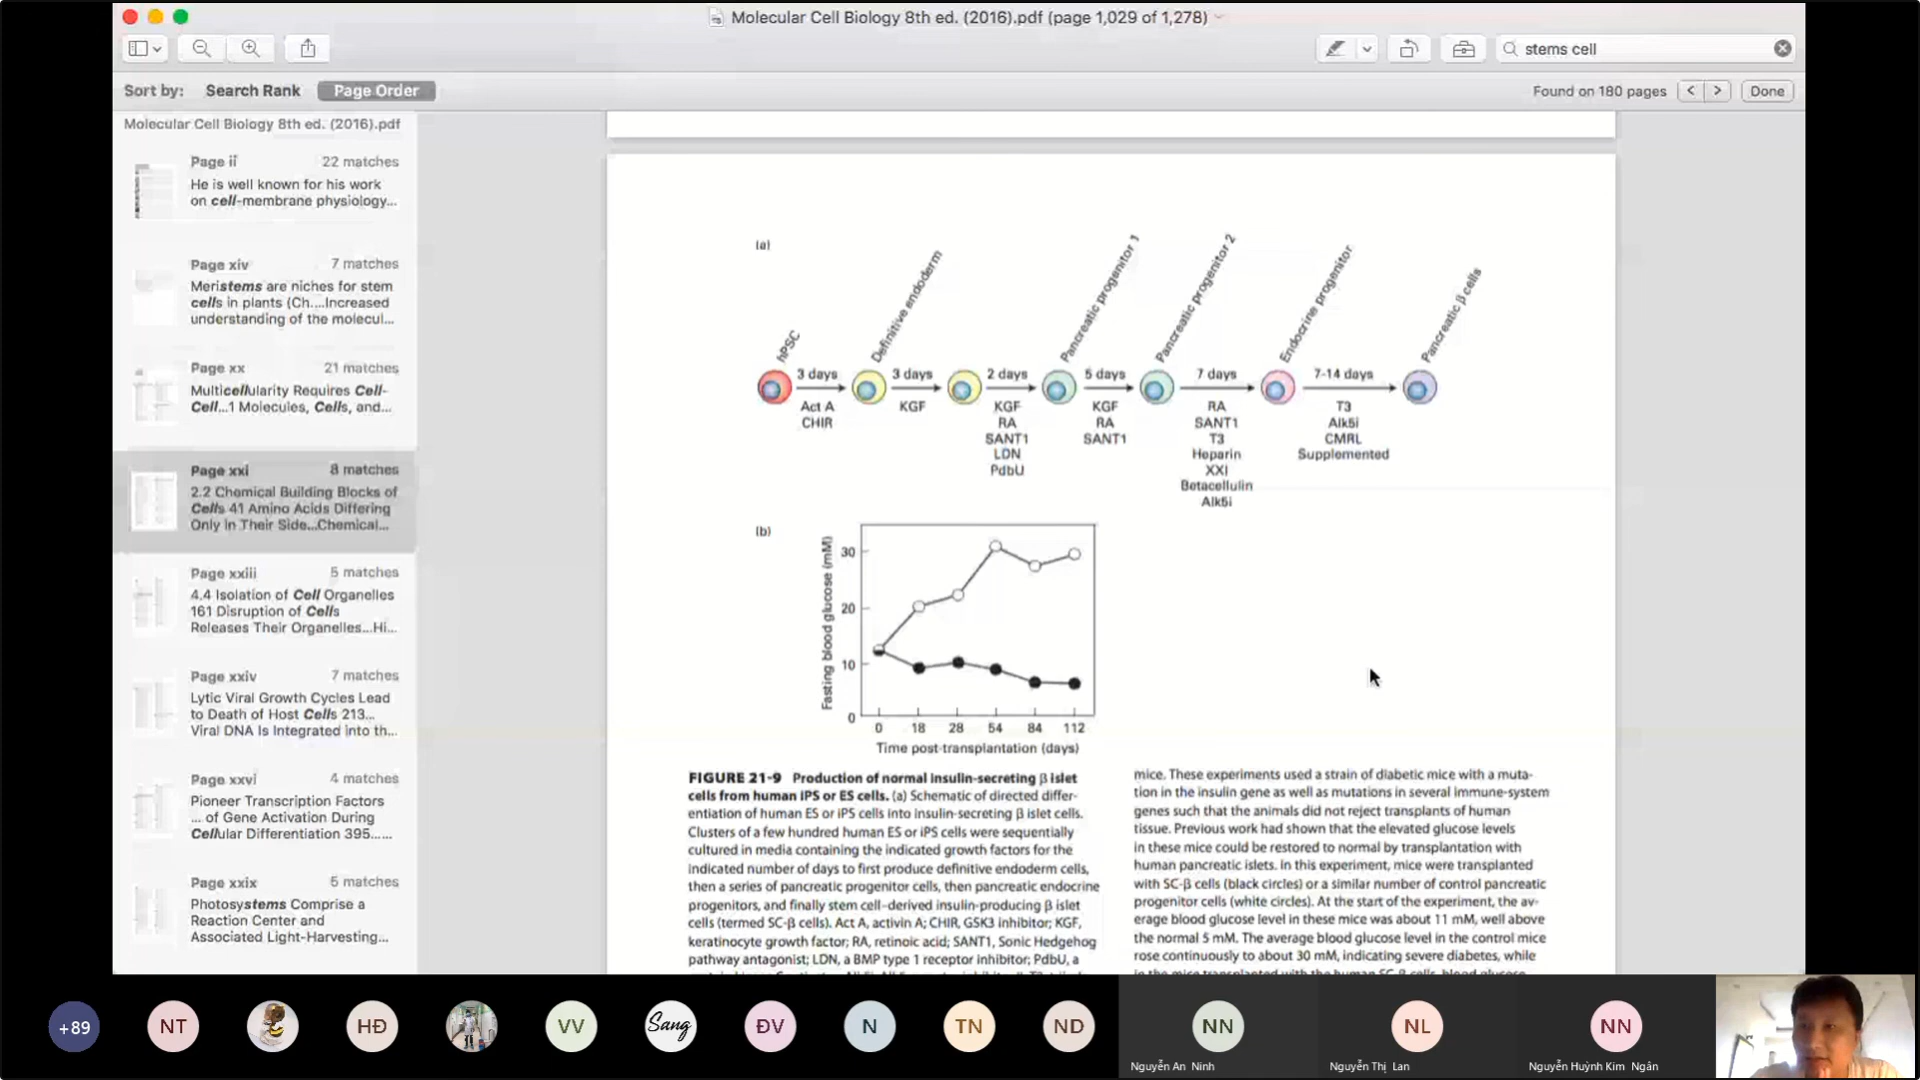 Molecular Cell Biology 8th ed. (2016).pdf (page 1,029 of 1,278)
stems cell
Sort by: Search Rank Page Order
Found on 180 pages < > Done
Molecular Cell Biology 8th ed. (2016).pdf
Page ii 22 matches
He is well known for his work
on cell-membrane physiology...
Page xiv 7 matches
Meristems are niches for stem
cells in plants (Ch....Increased
understanding of the molecul...
Page xx 21 matches
Multicellularity Requires Cell-
Cell...1 Molecules, Cells, and...
Page xxi 8 matches
2.2 Chemical Building Blocks of
Cells 41 Amino Acids Differing
Only in Their Side...Chemical...
Page xxiii 5 matches
4.4 Isolation of Cell Organelles
161 Disruption of Cells
Releases Their Organelles...Hi...
Page xxiv 7 matches
Lytic Viral Growth Cycles Lead
to Death of Host Cells 213...
Viral DNA Is Integrated into th...
Page xxvi 4 matches
Pioneer Transcription Factors
... of Gene Activation During
Cellular Differentiation 395......
Page xxix 5 matches
Photosystems Comprise a
Reaction Center and
Associated Light-Harvesting...
(a)
hPSC
Definitive endoderm
Pancreatic progenitor 1
Pancreatic progenitor 2
Endocrine progenitor
Pancreatic β cells
3 days 3 days 2 days 5 days 7 days 7-14 days
Act A
CHIR
KGF
KGF
RA
SANT1
LDN
PdbU
KGF
RA
SANT1
RA
SANT1
T3
Heparin
XXI
Betacellulin
Alk5i
T3
Alk5i
CMRL
Supplemented
(b)
Fasting blood glucose (mM)
30
20
10
0
0 18 28 54 84 112
Time post-transplantation (days)
FIGURE 21-9 Production of normal insulin-secreting β islet
cells from human iPS or ES cells. (a) Schematic of directed differ-
entiation of human ES or iPS cells into insulin-secreting β islet cells.
Clusters of a few hundred human ES or iPS cells were sequentially
cultured in media containing the indicated growth factors for the
indicated number of days to first produce definitive endoderm cells,
then a series of pancreatic progenitor cells, then pancreatic endocrine
progenitors, and finally stem cell–derived insulin-producing β islet
cells (termed SC-β cells). Act A, activin A; CHIR, GSK3 inhibitor; KGF,
keratinocyte growth factor; RA, retinoic acid; SANT1, Sonic Hedgehog
pathway antagonist; LDN, a BMP type 1 receptor inhibitor; PdbU, a
mice. These experiments used a strain of diabetic mice with a muta-
tion in the insulin gene as well as mutations in several immune-system
genes such that the animals did not reject transplants of human
tissue. Previous work had shown that the elevated glucose levels
in these mice could be restored to normal by transplantation with
human pancreatic islets. In this experiment, mice were transplanted
with SC-β cells (black circles) or a similar number of control pancreatic
progenitor cells (white circles). At the start of the experiment, the av-
erage blood glucose level in these mice was about 11 mM, well above
the normal 5 mM. The average blood glucose level in the control mice
rose continuously to about 30 mM, indicating severe diabetes, while
in the mice transplanted with the human SC-β cells, blood glucose
+89 NT HĐ VV Sang ĐV N TN ND NN NL NN
Nguyễn An Ninh
Nguyễn Thị Lan
Nguyễn Huỳnh Kim Ngân